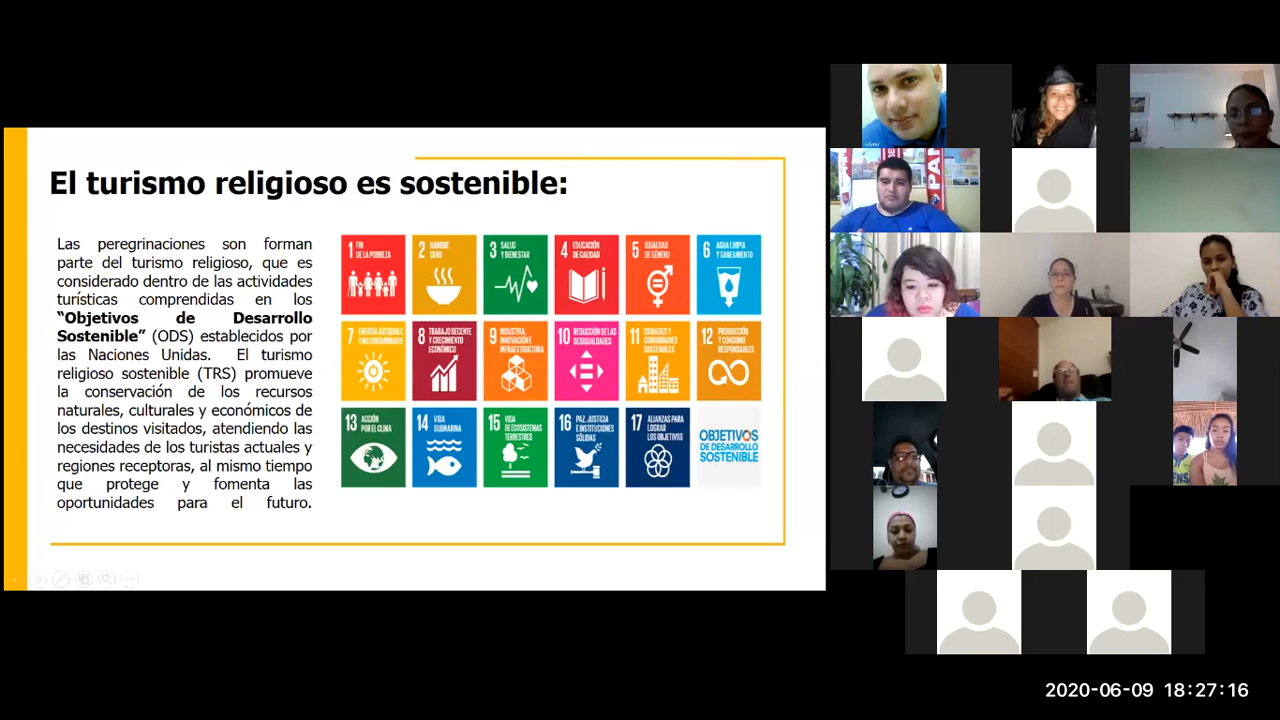 El turismo religioso es sostenible:
Las peregrinaciones son forman
parte del turismo religioso, que es
considerado dentro de las actividades
turísticas comprendidas en los
“Objetivos de Desarrollo
Sostenible” (ODS) establecidos por
las Naciones Unidas. El turismo
religioso sostenible (TRS) promueve
la conservación de los recursos
naturales, culturales y económicos de
los destinos visitados, atendiendo las
necesidades de los turistas actuales y
regiones receptoras, al mismo tiempo
que protege y fomenta las
oportunidades para el futuro.
1 FIN
DE LA POBREZA
2 HAMBRE
CERO
3 SALUD
Y BIENESTAR
4 EDUCACIÓN
DE CALIDAD
5 IGUALDAD
DE GÉNERO
6 AGUA LIMPIA
Y SANEAMIENTO
7 ENERGÍA ASEQUIBLE
Y NO CONTAMINANTE
8 TRABAJO DECENTE
Y CRECIMIENTO
ECONÓMICO
9 INDUSTRIA,
INNOVACIÓN E
INFRAESTRUCTURA
10 REDUCCIÓN DE LAS
DESIGUALDADES
11 CIUDADES Y
COMUNIDADES
SOSTENIBLES
12 PRODUCCIÓN
Y CONSUMO
RESPONSABLES
13 ACCIÓN
POR EL CLIMA
14 VIDA
SUBMARINA
15 VIDA
DE ECOSISTEMAS
TERRESTRES
16 PAZ, JUSTICIA
E INSTITUCIONES
SÓLIDAS
17 ALIANZAS PARA
LOGRAR
LOS OBJETIVOS
OBJETIVOS
DE DESARROLLO
SOSTENIBLE
2020-06-09 18:27:16